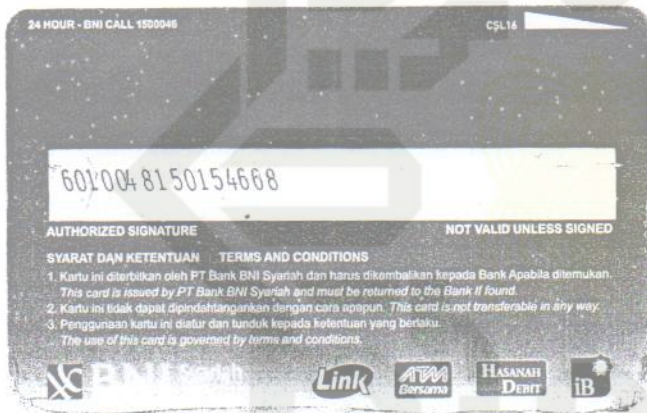 24 HOUR - BNI CALL 1500046
CSL16
6010048150154668
AUTHORIZED SIGNATURE
NOT VALID UNLESS SIGNED
SYARAT DAN KETENTUAN TERMS AND CONDITIONS
1. Kartu ini diterbitkan oleh PT Bank BNI Syariah dan harus dikembalikan kepada Bank Apabila ditemukan.
This card is issued by PT Bank BNI Syariah and must be returned to the Bank If found.
2. Kartu ini tidak dapat dipindahtangankan dengan cara apapun. This card is not transferable in any way.
3. Penggunaan kartu ini diatur dan tunduk kepada ketentuan yang berlaku.
The use of this card is governed by terms and conditions.
BNI Syariah
Link
ATM
Bersama
HASANAH
DEBIT
iB